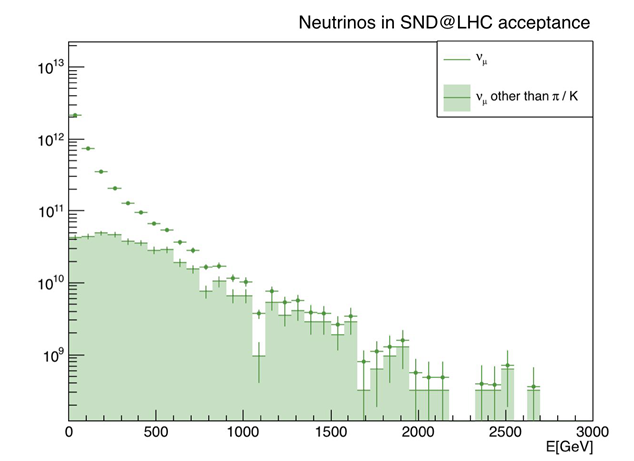 Neutrinos in SND@LHC acceptance
ν_μ
ν_μ other than π / K
10^13
10^12
10^11
10^10
10^9
0 500 1000 1500 2000 2500 3000
E[GeV]